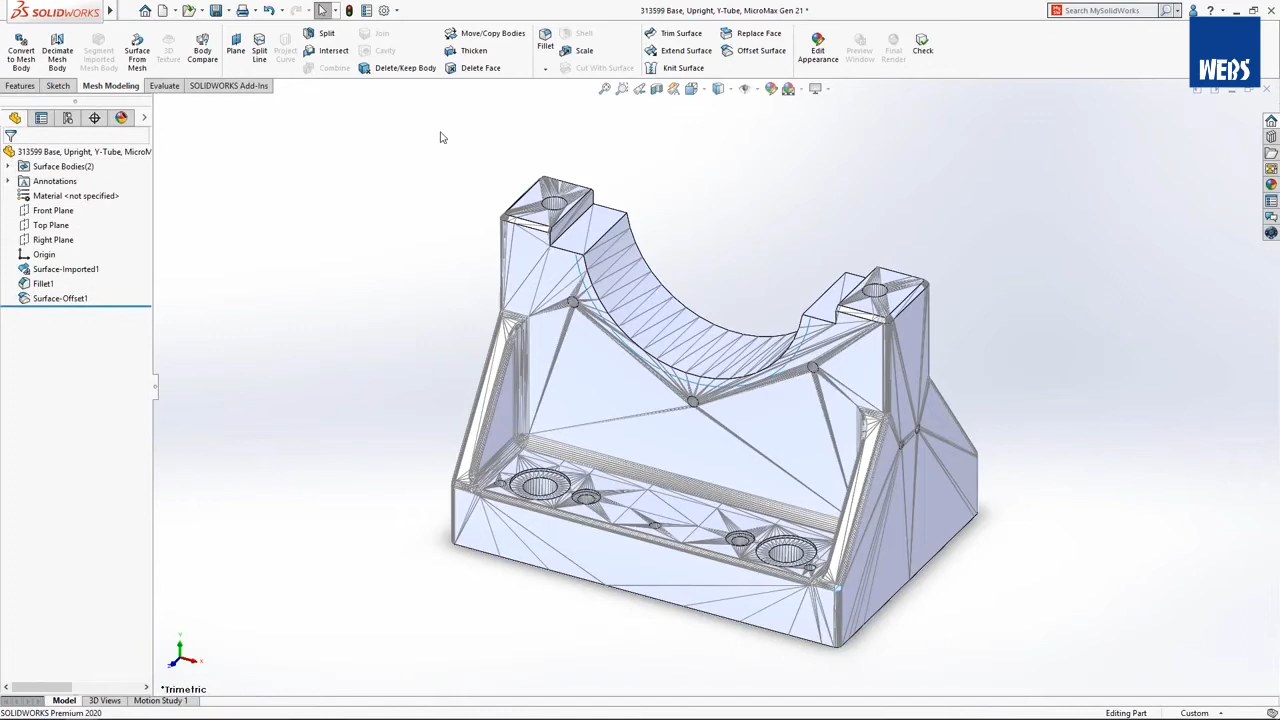 SOLIDWORKS
313599 Base, Upright, Y-Tube, MicroMax Gen 21 *
Search MySolidWorks
?
WEBS
Convert to Mesh Body
Decimate Mesh Body
Segment Imported Mesh Body
Surface From Mesh
3D Texture
Body Compare
Plane
Split Line
Project Curve
Split
Intersect
Combine
Join
Cavity
Delete/Keep Body
Move/Copy Bodies
Thicken
Delete Face
Fillet
Shell
Scale
Cut With Surface
Trim Surface
Extend Surface
Knit Surface
Replace Face
Offset Surface
Edit Appearance
Preview Window
Final Render
Check
Features
Sketch
Mesh Modeling
Evaluate
SOLIDWORKS Add-Ins
313599 Base, Upright, Y-Tube, MicroM
Surface Bodies(2)
Annotations
Material <not specified>
Front Plane
Top Plane
Right Plane
Origin
Surface-Imported1
Fillet1
Surface-Offset1
Y
X
Z
*Trimetric
Model
3D Views
Motion Study 1
SOLIDWORKS Premium 2020
Editing Part
Custom